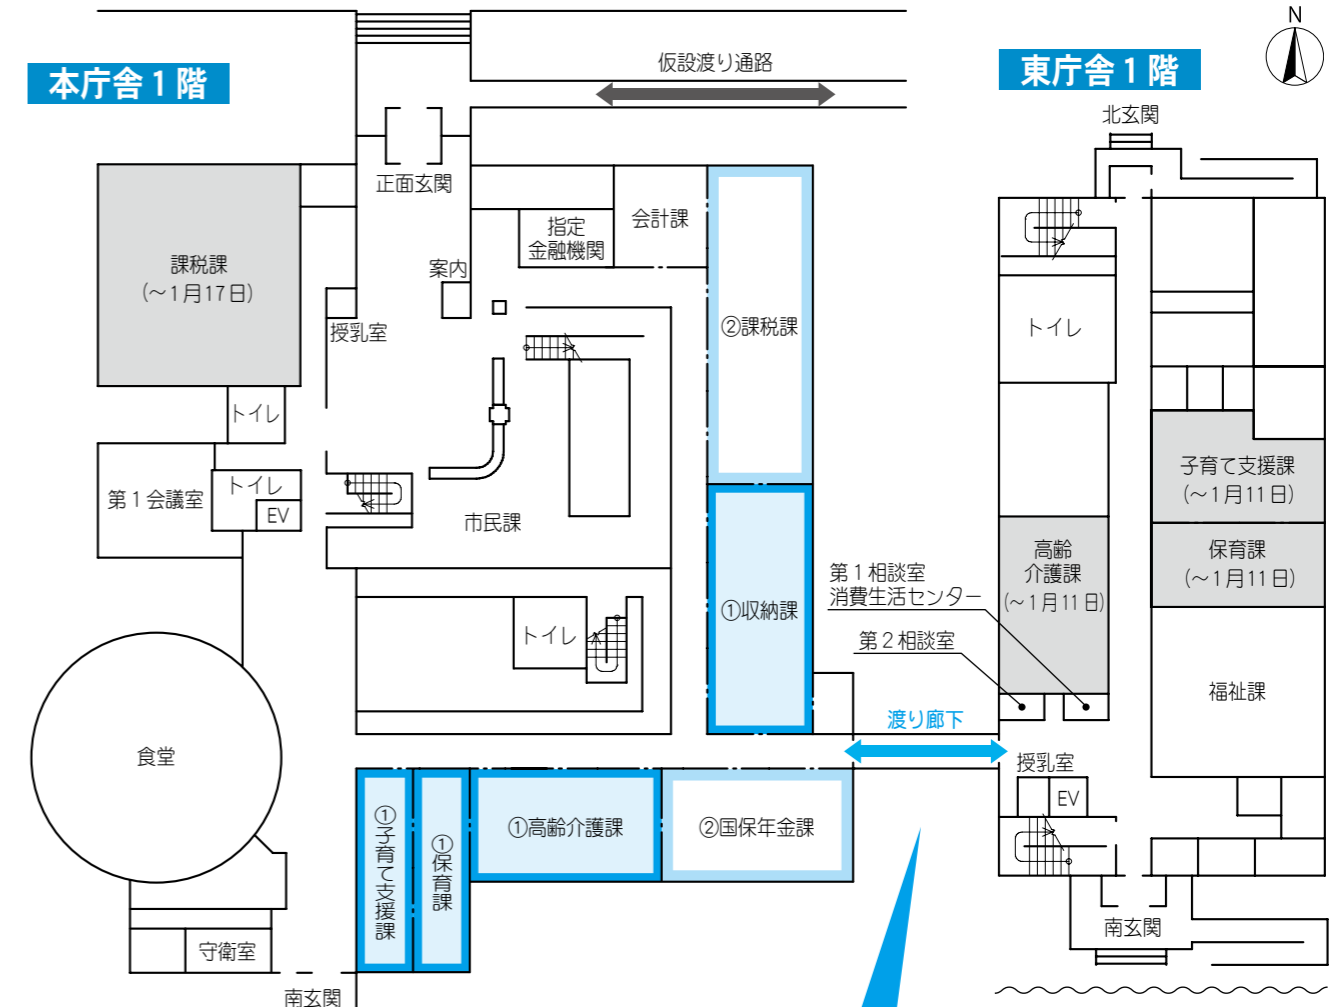 本庁舎1階
仮設渡り通路
正面玄関
課税課
(～1月17日)
指定
金融機関
会計課
案内
授乳室
②課税課
トイレ
第1会議室
トイレ
EV
市民課
①収納課
トイレ
食堂
①子育て支援課
①保育課
①高齢介護課
②国保年金課
守衛室
南玄関
渡り廊下
東庁舎1階
N
北玄関
トイレ
子育て支援課
(～1月11日)
高齢
介護課
(～1月11日)
保育課
(～1月11日)
第1相談室
消費生活センター
第2相談室
福祉課
授乳室
EV
南玄関